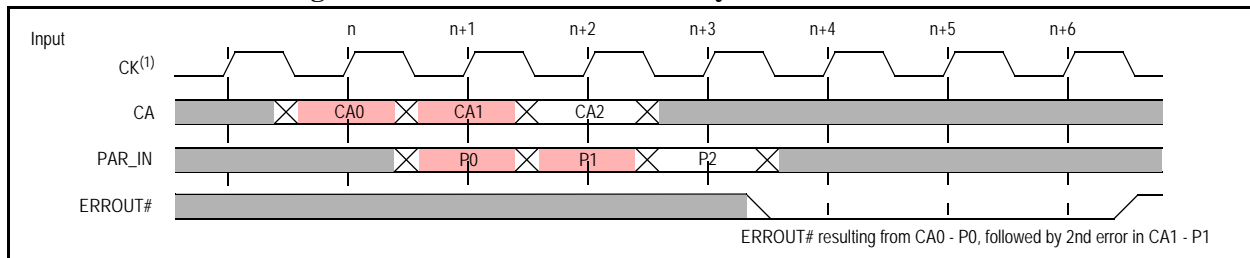 Input
n n+1 n+2 n+3 n+4 n+5 n+6
CK(1)
CA CA0 CA1 CA2
PAR_IN P0 P1 P2
ERROUT#
ERROUT# resulting from CA0 - P0, followed by 2nd error in CA1 - P1